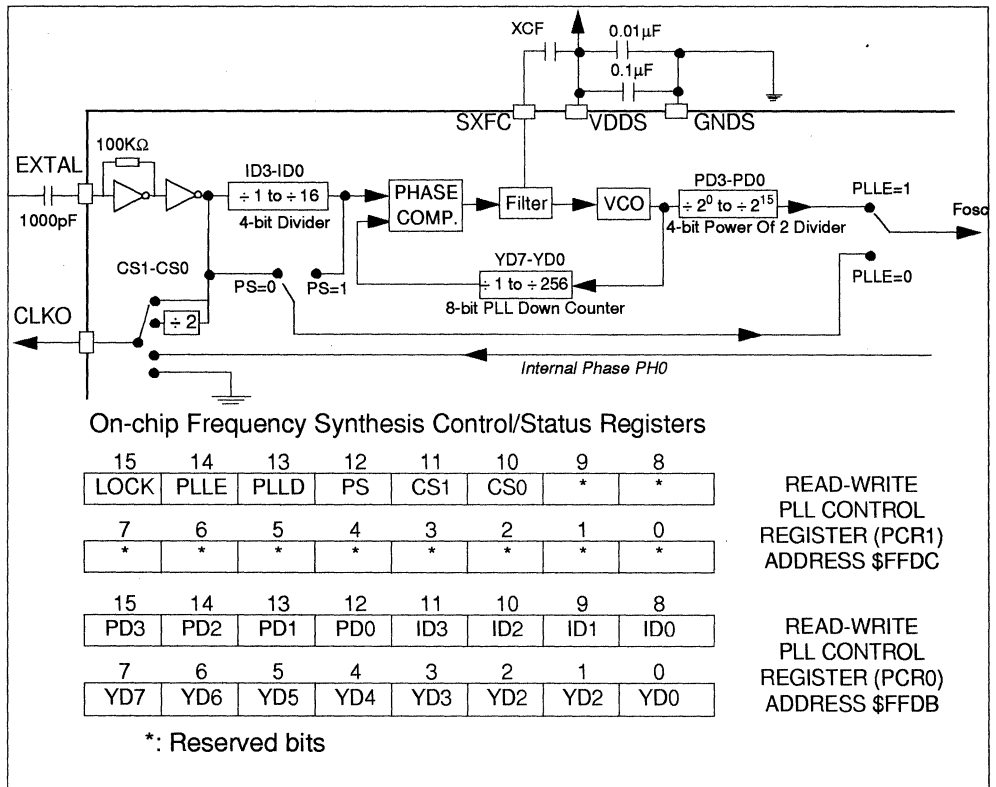 XCF
0.01µF
0.1µF
SXFC
VDDS
GNDS
100KΩ
EXTAL
1000pF
ID3-ID0
÷ 1 to ÷ 16
4-bit Divider
PHASE
COMP.
Filter
VCO
PD3-PD0
÷ 2⁰ to ÷ 2¹⁵
4-bit Power Of 2 Divider
PLLE=1
Fosc
PLLE=0
YD7-YD0
÷ 1 to ÷ 256
8-bit PLL Down Counter
CS1-CS0
PS=0
PS=1
CLKO
÷ 2
Internal Phase PH0
On-chip Frequency Synthesis Control/Status Registers
15 14 13 12 11 10 9 8
LOCK PLLE PLLD PS CS1 CS0 * *
7 6 5 4 3 2 1 0
* * * * * * * *
READ-WRITE
PLL CONTROL
REGISTER (PCR1)
ADDRESS $FFDC
15 14 13 12 11 10 9 8
PD3 PD2 PD1 PD0 ID3 ID2 ID1 ID0
7 6 5 4 3 2 1 0
YD7 YD6 YD5 YD4 YD3 YD2 YD2 YD0
READ-WRITE
PLL CONTROL
REGISTER (PCR0)
ADDRESS $FFDB
*: Reserved bits